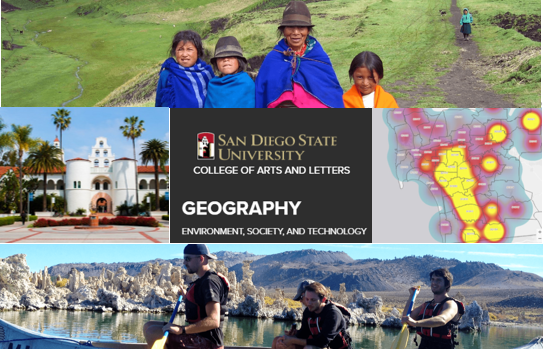 SAN DIEGO STATE
UNIVERSITY
COLLEGE OF ARTS AND LETTERS
GEOGRAPHY
ENVIRONMENT, SOCIETY, AND TECHNOLOGY